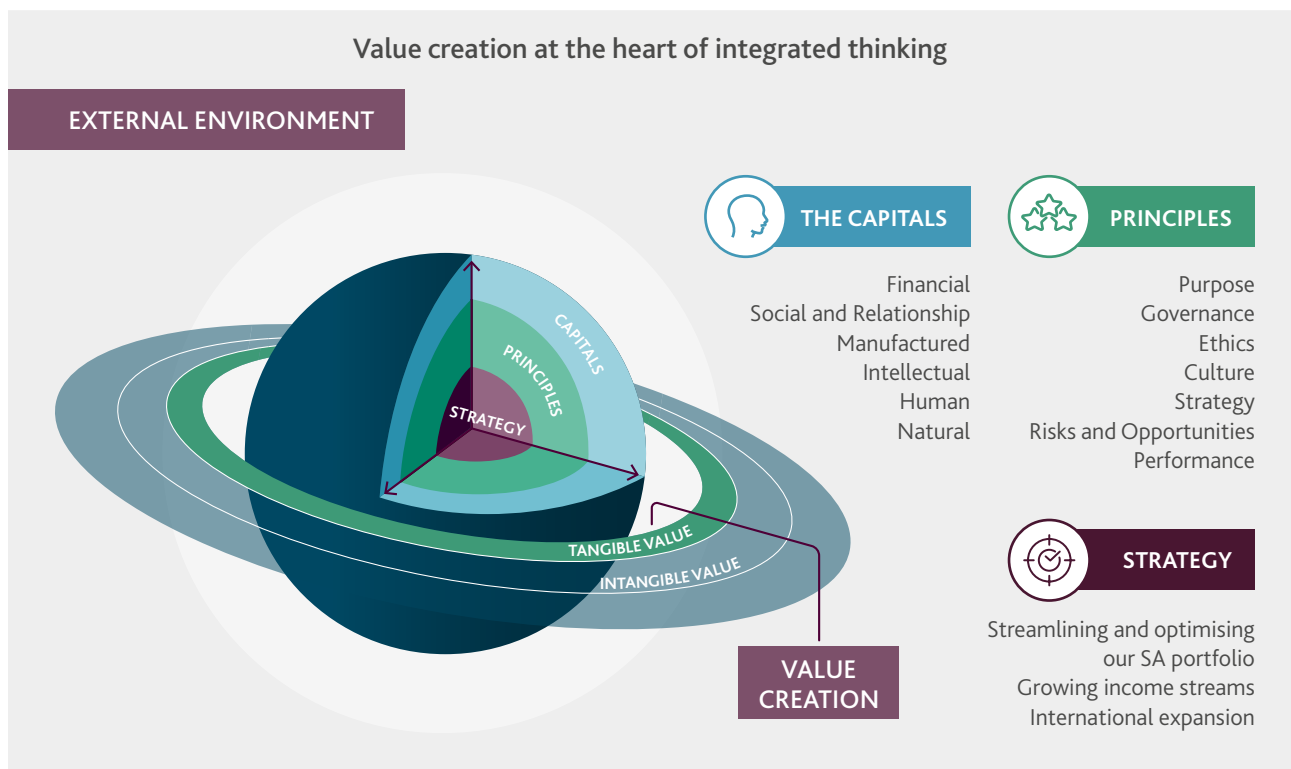 Value creation at the heart of integrated thinking
EXTERNAL ENVIRONMENT
THE CAPITALS
Financial
Social and Relationship
Manufactured
Intellectual
Human
Natural
PRINCIPLES
Purpose
Governance
Ethics
Culture
Strategy
Risks and Opportunities
Performance
CAPITALS
PRINCIPLES
STRATEGY
TANGIBLE VALUE
INTANGIBLE VALUE
VALUE
CREATION
STRATEGY
Streamlining and optimising
our SA portfolio
Growing income streams
International expansion